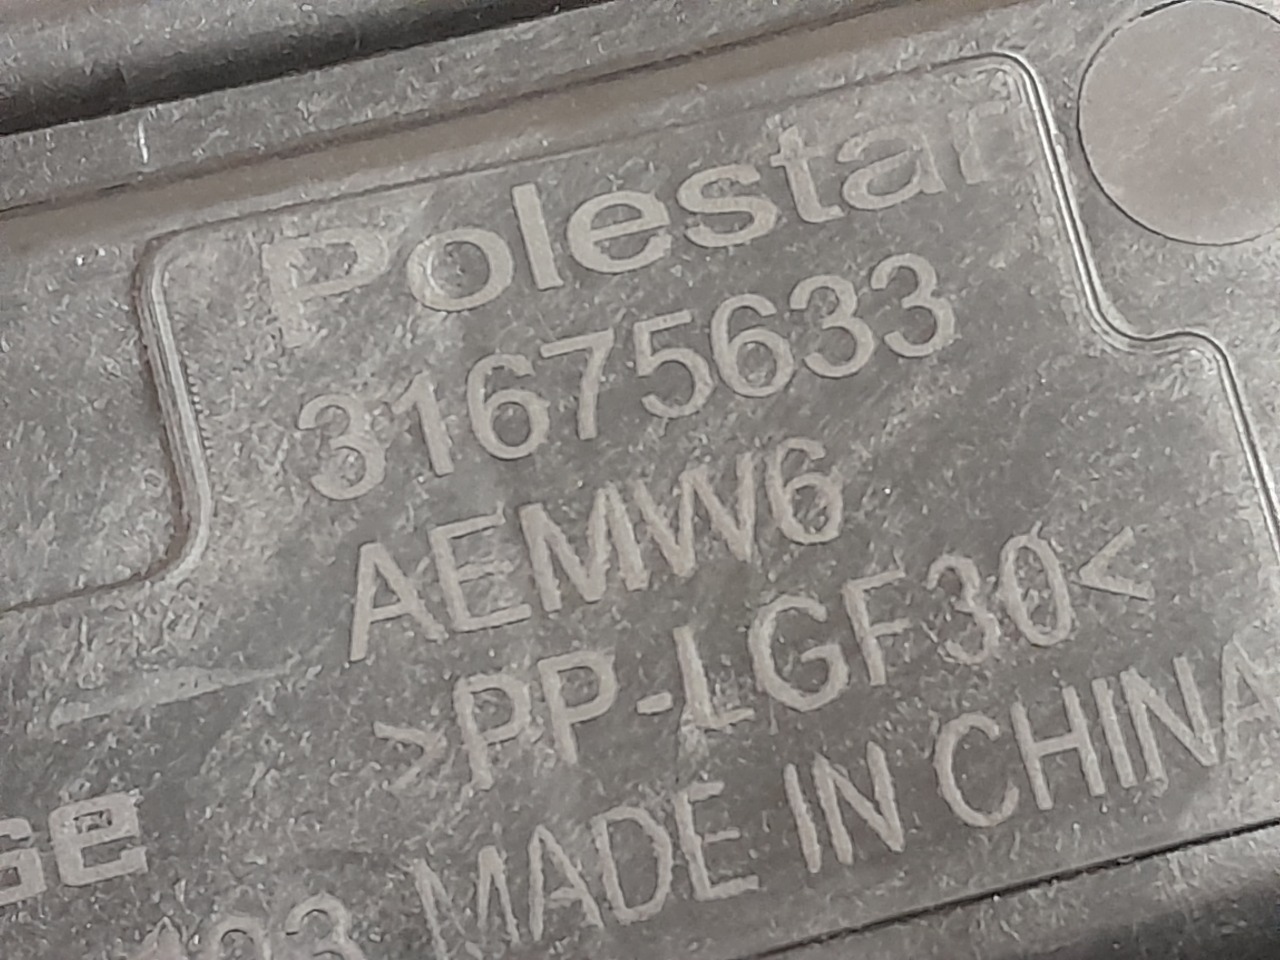 Polestar
31675633
AEMW6
>PP-LGF30<
MADE IN CHINA